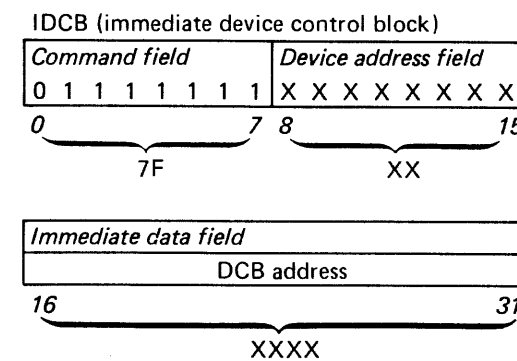 IDCB (immediate device control block)
Command field Device address field
0 1 1 1 1 1 1 1 X X X X X X X X
0 7 8 15
7F XX
Immediate data field
DCB address
16 31
XXXX